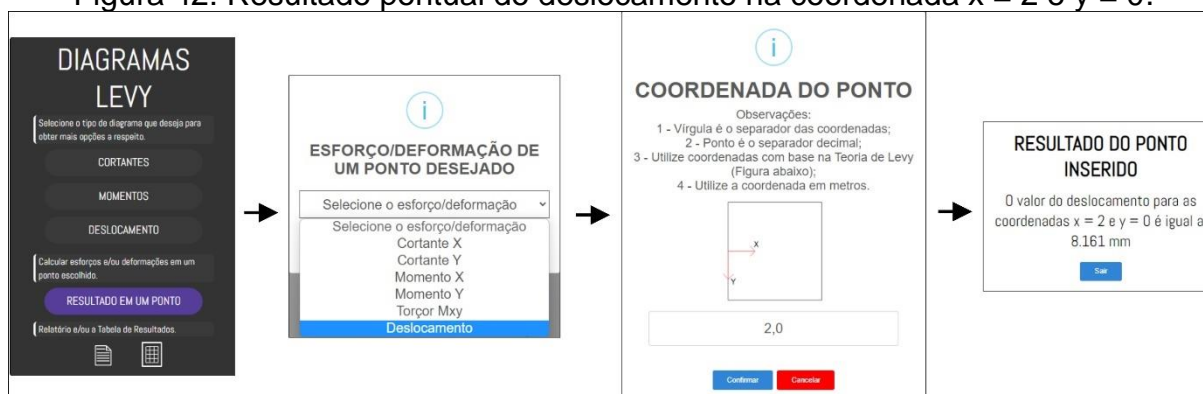 Figura 42: Resultado pontual do deslocamento na coordenada x = 2 e y = 0.
DIAGRAMAS
LEVY
Selecione o tipo de diagrama que deseja para
obter mais opções a respeito.
CORTANTES
MOMENTOS
DESLOCAMENTO
Calcular esforços e/ou deformações em um
ponto escolhido.
RESULTADO EM UM PONTO
Relatório e/ou a Tabela de Resultados.
i
ESFORÇO/DEFORMAÇÃO DE
UM PONTO DESEJADO
Selecione o esforço/deformação
Selecione o esforço/deformação
Cortante X
Cortante Y
Momento X
Momento Y
Torçor Mxy
Deslocamento
i
COORDENADA DO PONTO
Observações:
1 - Vírgula é o separador das coordenadas;
2 - Ponto é o separador decimal;
3 - Utilize coordenadas com base na Teoria de Levy
(Figura abaixo);
4 - Utilize a coordenada em metros.
X
Y
2,0
Confirmar Cancelar
RESULTADO DO PONTO
INSERIDO
O valor do deslocamento para as
coordenadas x = 2 e y = 0 é igual a
8.161 mm
Sair